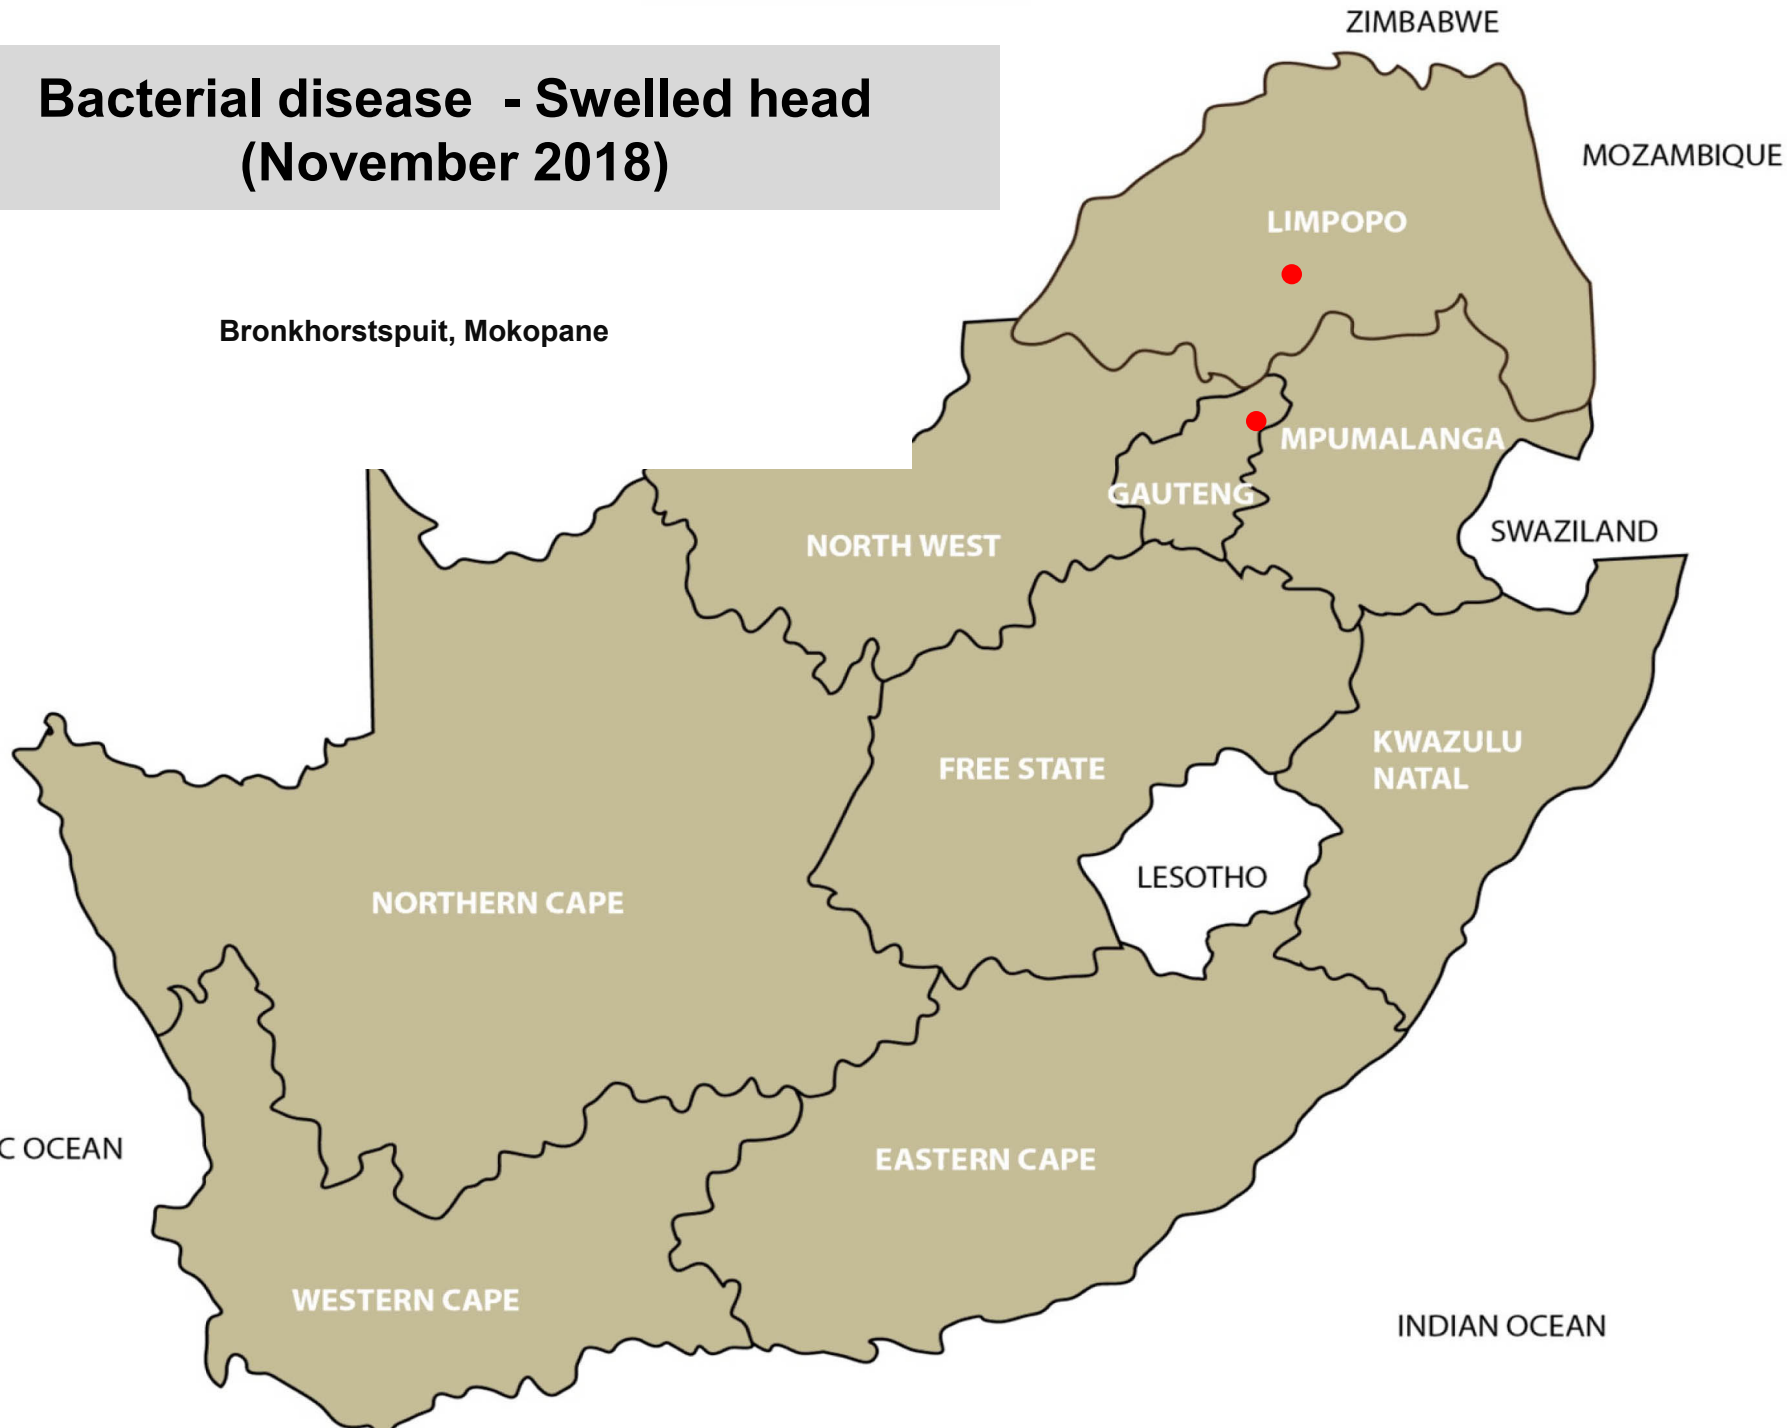 ZIMBABWE
Bacterial disease - Swelled head
(November 2018)
MOZAMBIQUE
LIMPOPO
Bronkhorstspuit, Mokopane
MPUMALANGA
GAUTENG
SWAZILAND
NORTH WEST
KWAZULU
NATAL
FREE STATE
LESOTHO
NORTHERN CAPE
C OCEAN
EASTERN CAPE
WESTERN CAPE
INDIAN OCEAN